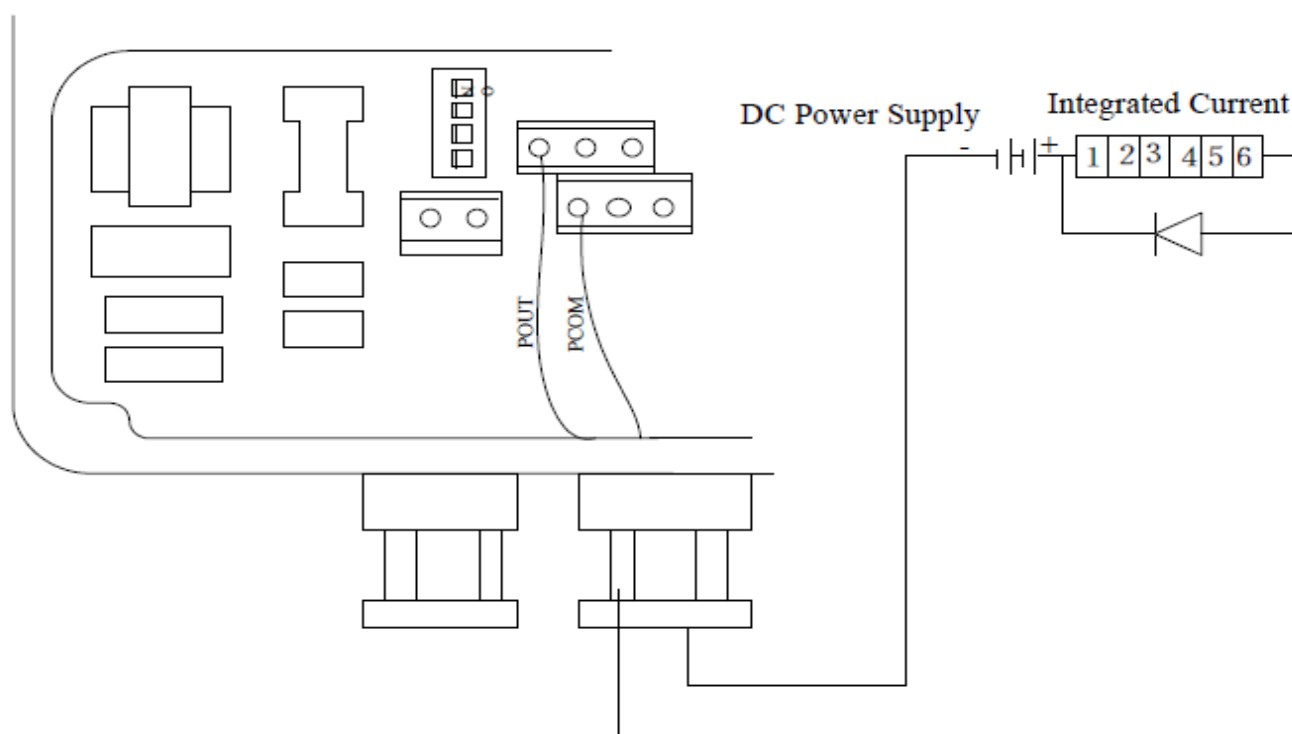 N O
DC Power Supply
Integrated Current
- +
1 2 3 4 5 6
POUT
PCOM